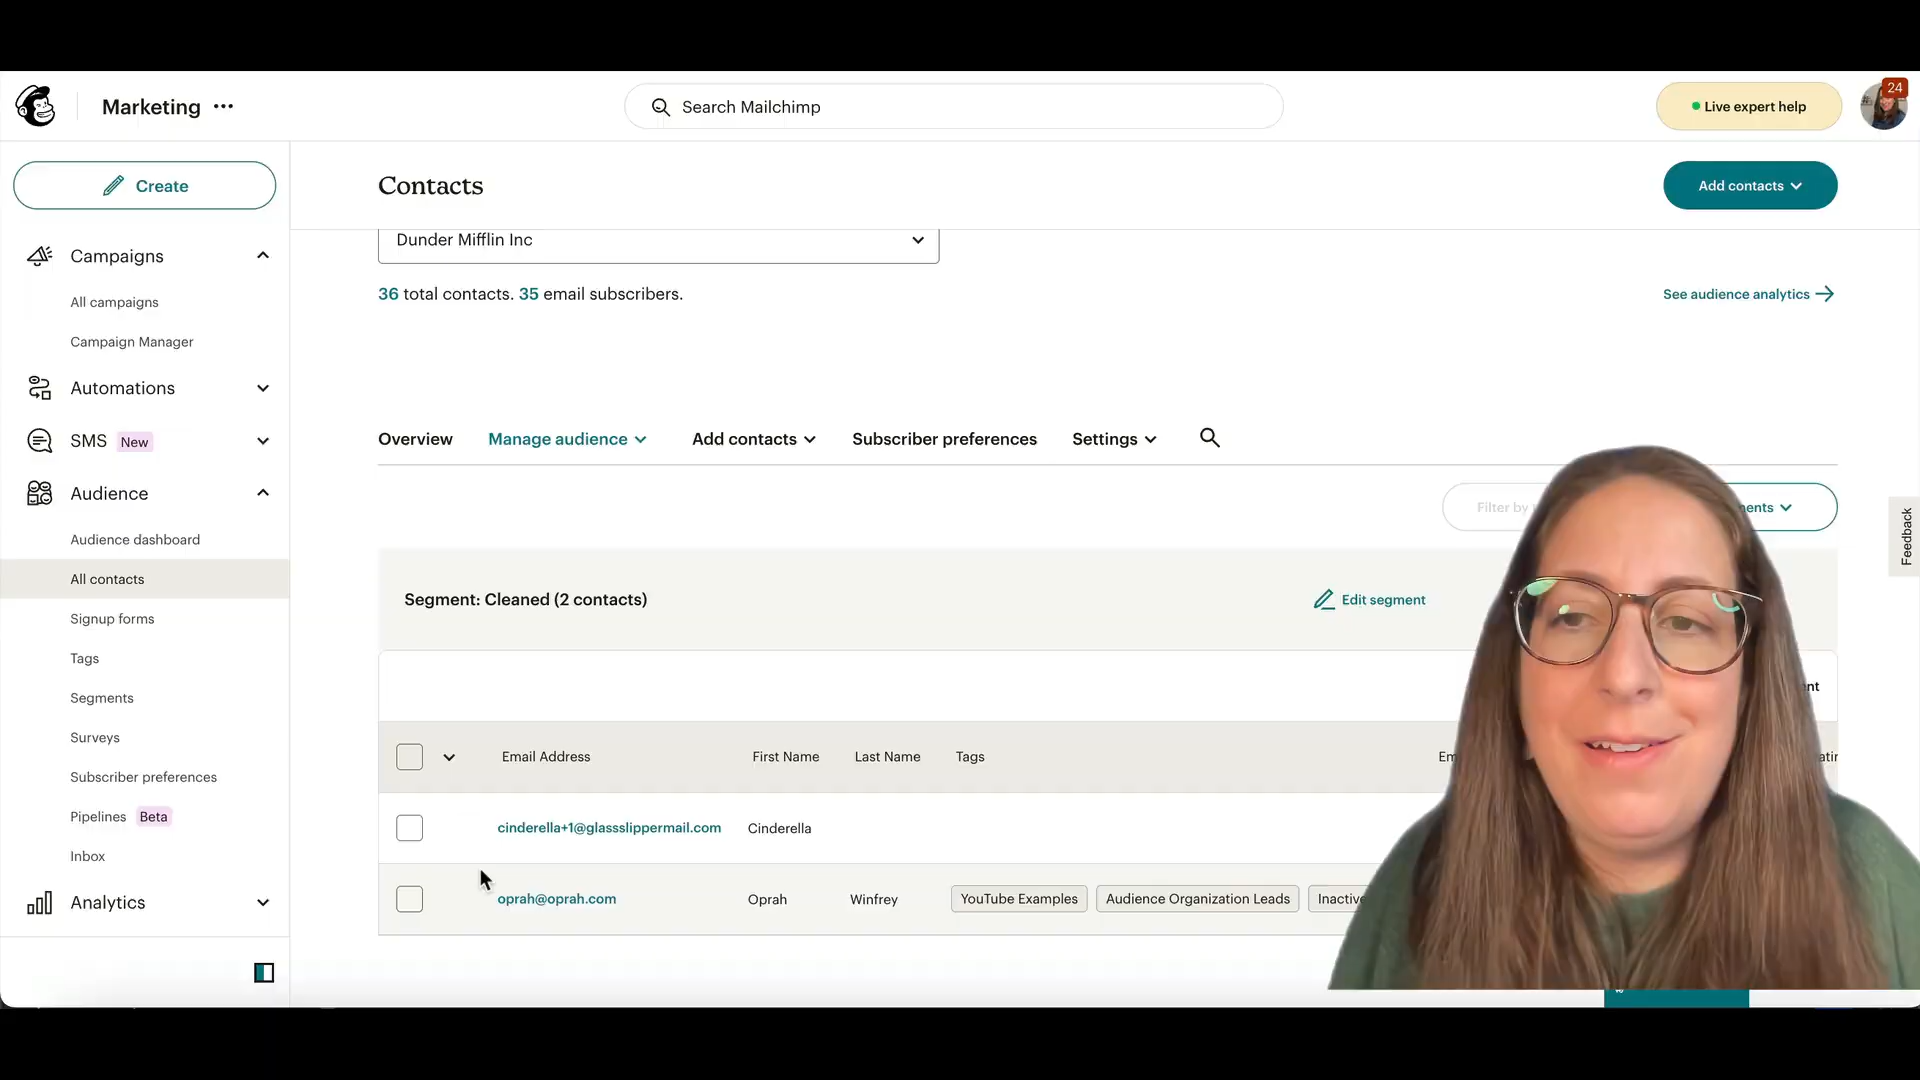 Marketing
Search Mailchimp
Live expert help
24
Create
Contacts
Add contacts
Campaigns
All campaigns
Campaign Manager
Automations
SMS New
Audience
Audience dashboard
All contacts
Signup forms
Tags
Segments
Surveys
Subscriber preferences
Pipelines Beta
Inbox
Analytics
Dunder Mifflin Inc
36 total contacts. 35 email subscribers.
See audience analytics
Overview Manage audience Add contacts Subscriber preferences Settings
Filter by
Feedback
Segment: Cleaned (2 contacts)
Edit segment
Email Address First Name Last Name Tags
cinderella+1@glassslippermail.com Cinderella
oprah@oprah.com Oprah Winfrey YouTube Examples Audience Organization Leads Inactive